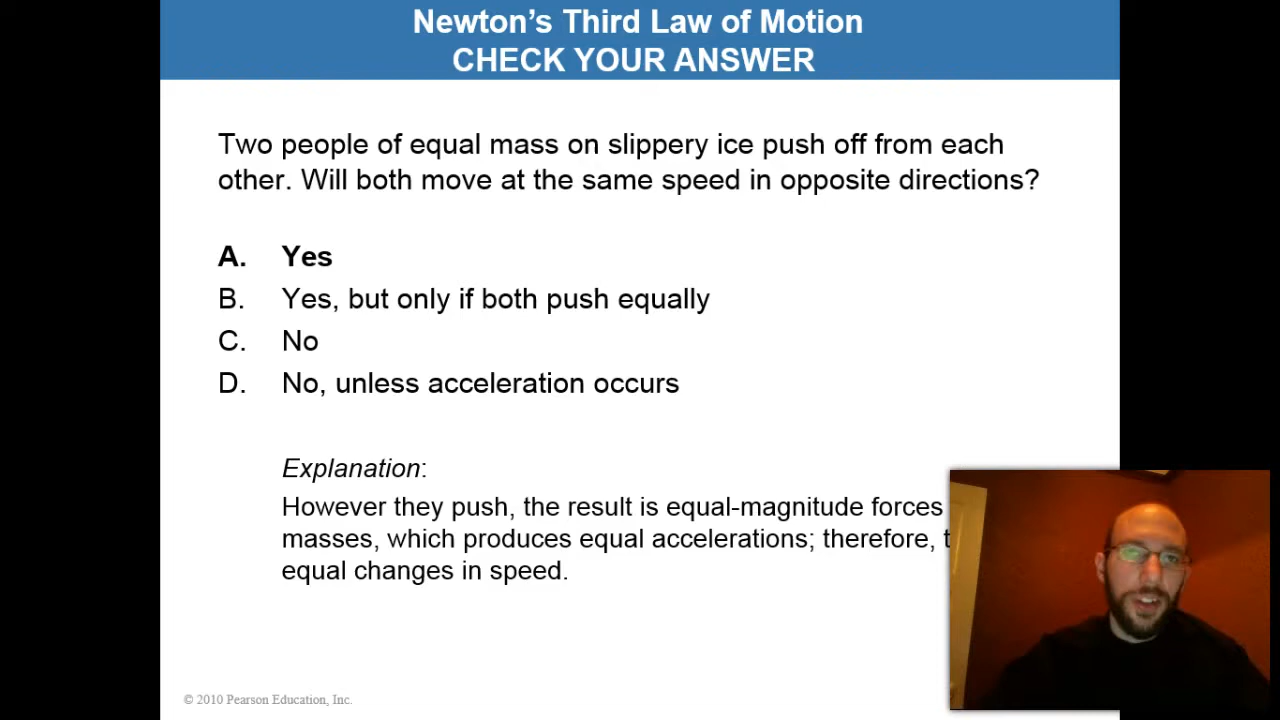 Newton’s Third Law of Motion
CHECK YOUR ANSWER
Two people of equal mass on slippery ice push off from each
other. Will both move at the same speed in opposite directions?
A. Yes
B. Yes, but only if both push equally
C. No
D. No, unless acceleration occurs
Explanation:
However they push, the result is equal-magnitude forces
masses, which produces equal accelerations; therefore,
equal changes in speed.
© 2010 Pearson Education, Inc.